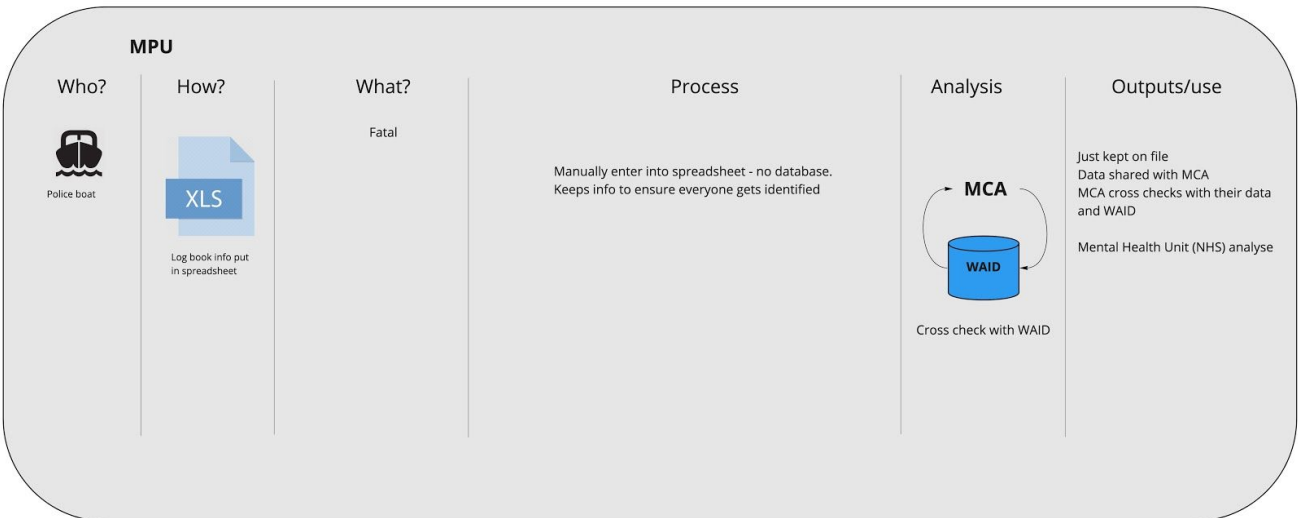 MPU
Who?
How?
What?
Process
Analysis
Outputs/use
Police boat
XLS
Log book info put
in spreadsheet
Fatal
Manually enter into spreadsheet - no database.
Keeps info to ensure everyone gets identified
MCA
WAID
Cross check with WAID
Just kept on file
Data shared with MCA
MCA cross checks with their data
and WAID
Mental Health Unit (NHS) analyse